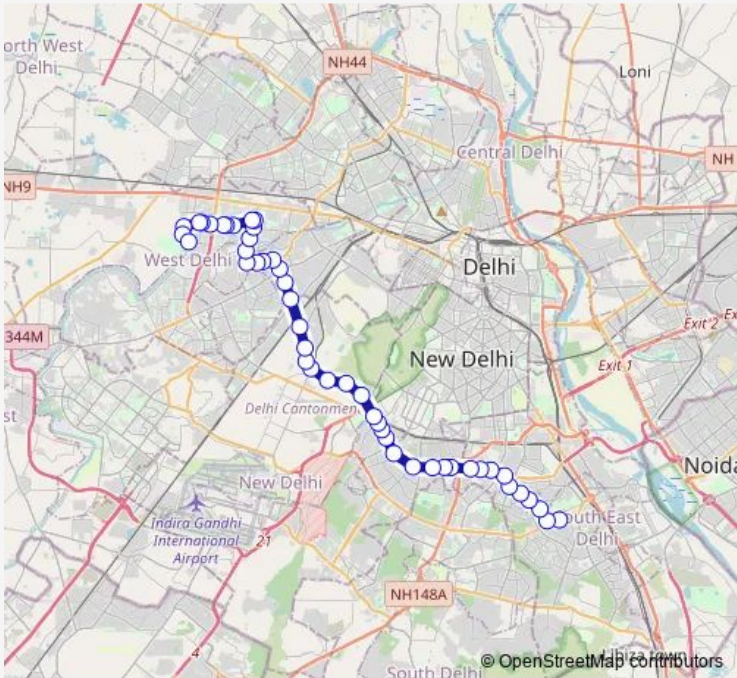 orth West
Delhi
NH44
Loni
Central Delhi
NH
NH9
West Delhi
Delhi
344M
Exit 2
Ex
New Delhi
Exit 1
Delhi Cantonmen
st
New Delhi
Noida
Indira Gandhi
International
Airport
outh East
Delhi
21
NH148A
4
South Delhi
© OpenStreetMap contributors